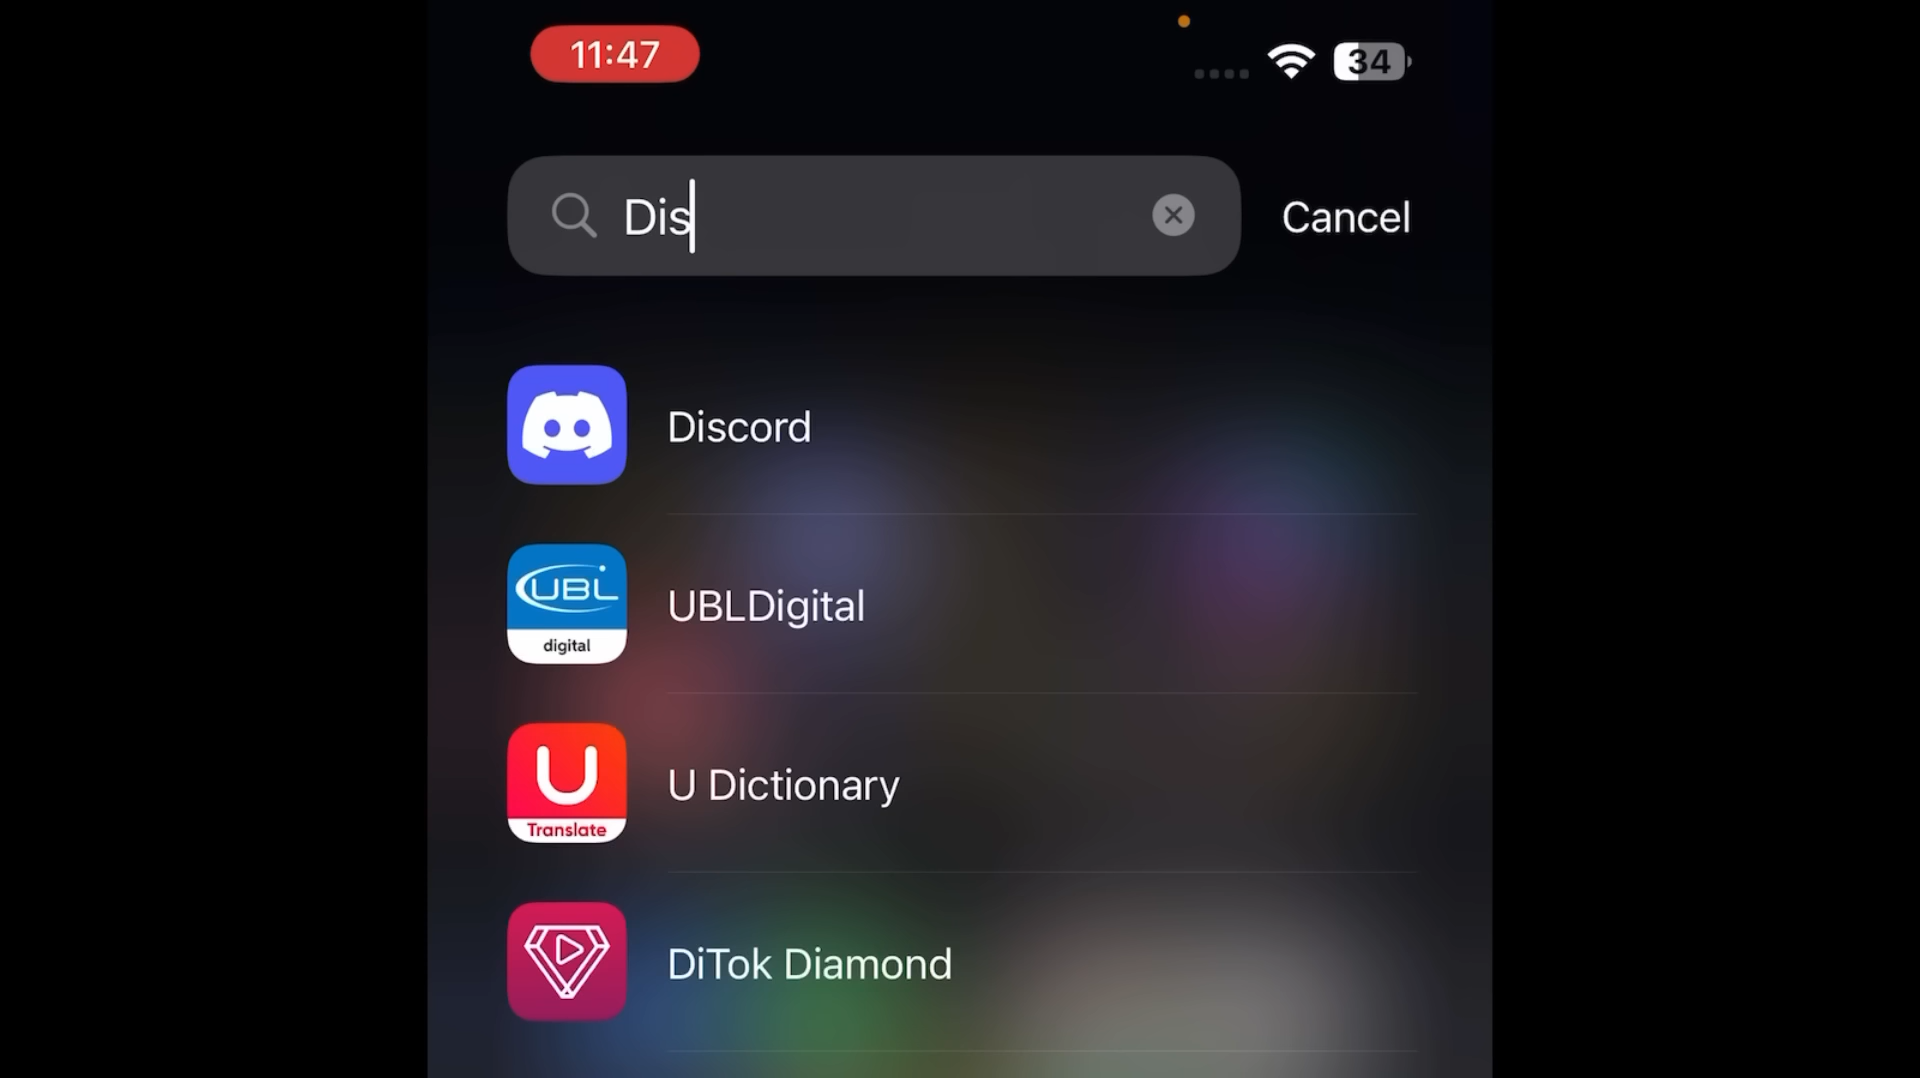 11:47
34
Dis
Cancel
Discord
UBL
digital
UBLDigital
U
Translate
U Dictionary
DiTok Diamond